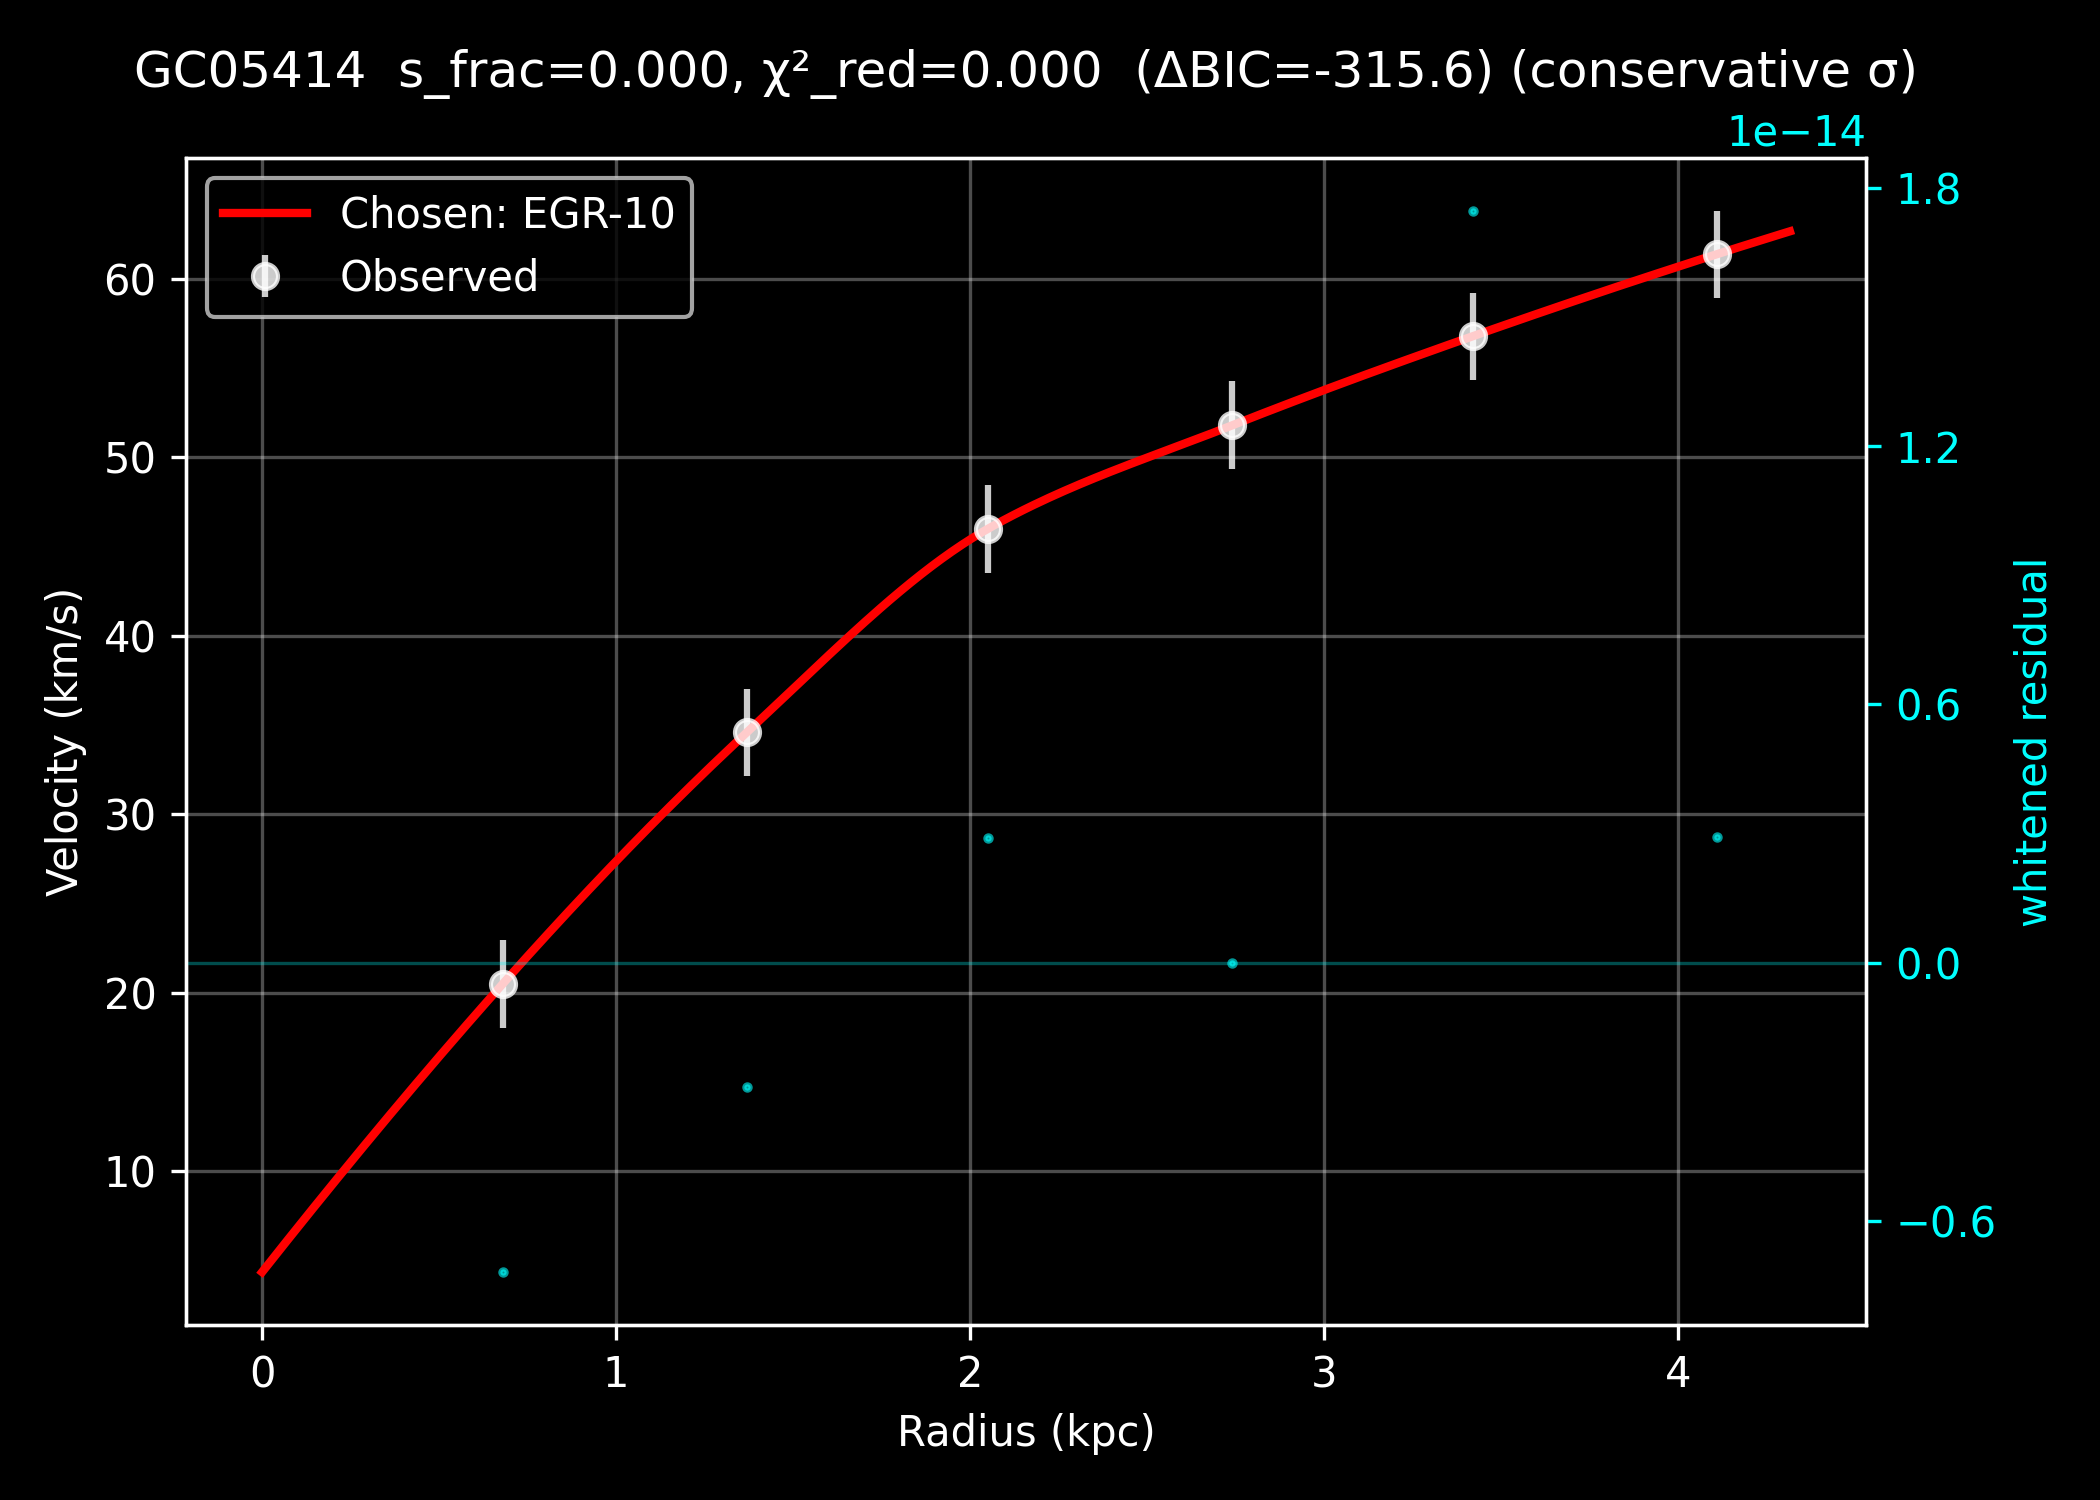 GC05414 s_frac=0.000, χ²_red=0.000 (ΔBIC=-315.6) (conservative σ)
1e−14
Chosen: EGR-10
Observed
60
50
40
30
20
10
Velocity (km/s)
1.8
1.2
0.6
0.0
−0.6
whitened residual
0
1
2
3
4
Radius (kpc)